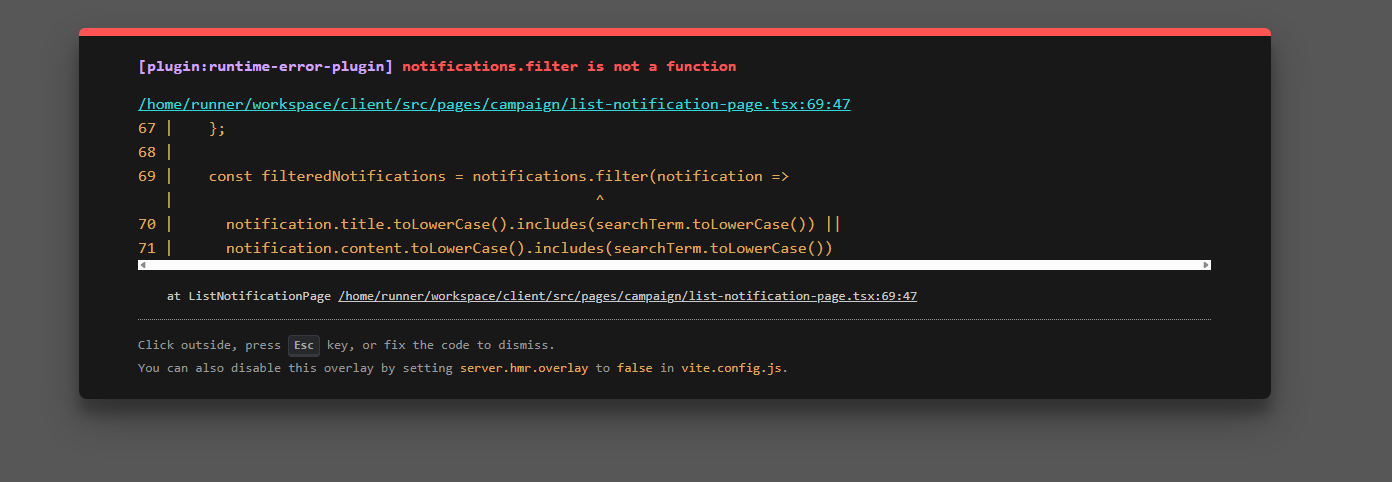 [plugin:runtime-error-plugin] notifications.filter is not a function
/home/runner/workspace/client/src/pages/campaign/list-notification-page.tsx:69:47
67 |    };
68 |
69 |    const filteredNotifications = notifications.filter(notification =>
   |                                                    ^
70 |      notification.title.toLowerCase().includes(searchTerm.toLowerCase()) ||
71 |      notification.content.toLowerCase().includes(searchTerm.toLowerCase())
at ListNotificationPage /home/runner/workspace/client/src/pages/campaign/list-notification-page.tsx:69:47
Click outside, press Esc key, or fix the code to dismiss.
You can also disable this overlay by setting server.hmr.overlay to false in vite.config.js.